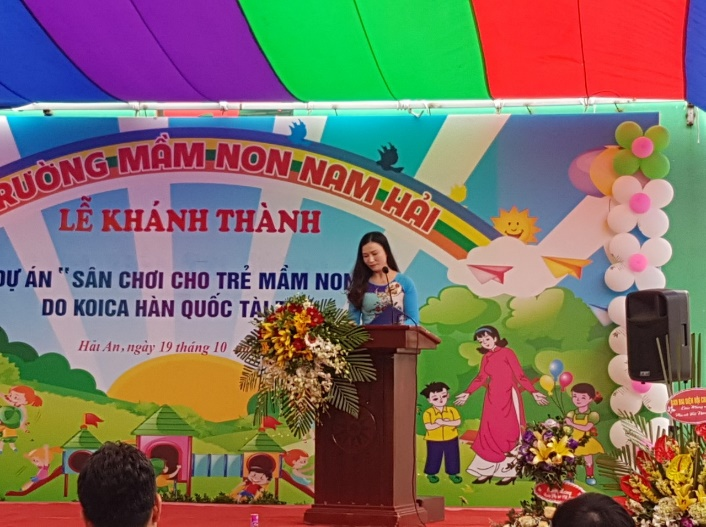 TRƯỜNG MẦM NON NAM HẢI
LỄ KHÁNH THÀNH
DỰ ÁN "SÂN CHƠI CHO TRẺ MẦM NON
DO KOICA HÀN QUỐC TÀI
Hải An, ngày 19 tháng 10